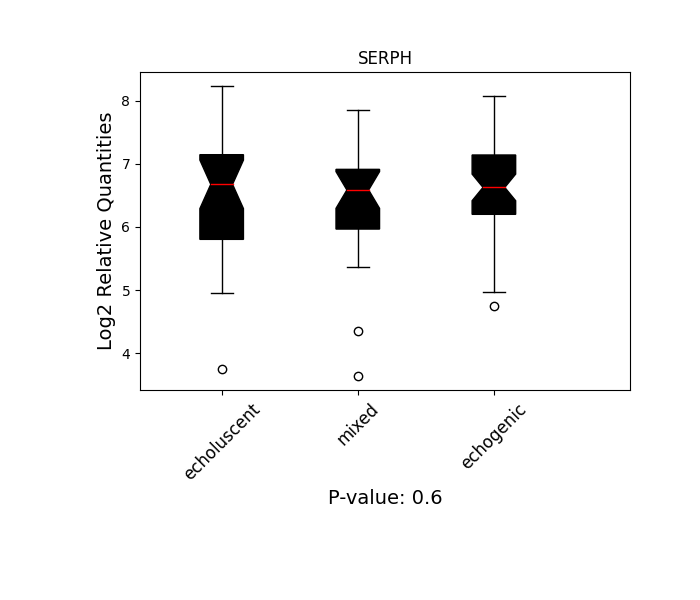 SERPH
Log2 Relative Quantities
8
7
6
5
4
echoluscent
mixed
echogenic
P-value: 0.6